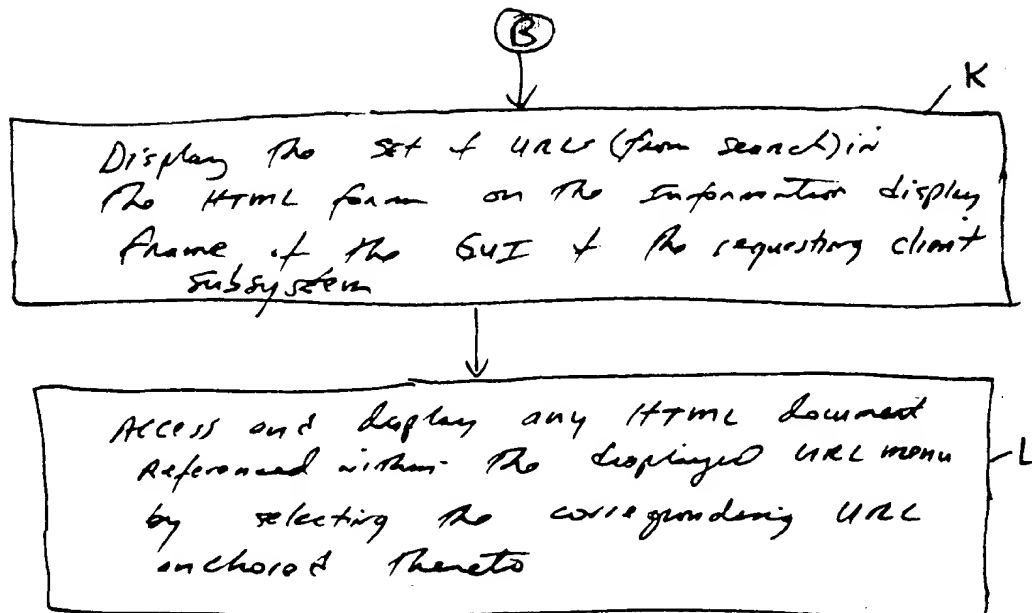 B
K
Display the set of URLs (from search) in
the HTML form on the Information display
frame of the GUI of the requesting client
subsystem
Access and display any HTML document
Referenced within the displayed URL menu
L
by selecting the corresponding URL
anchored thereto